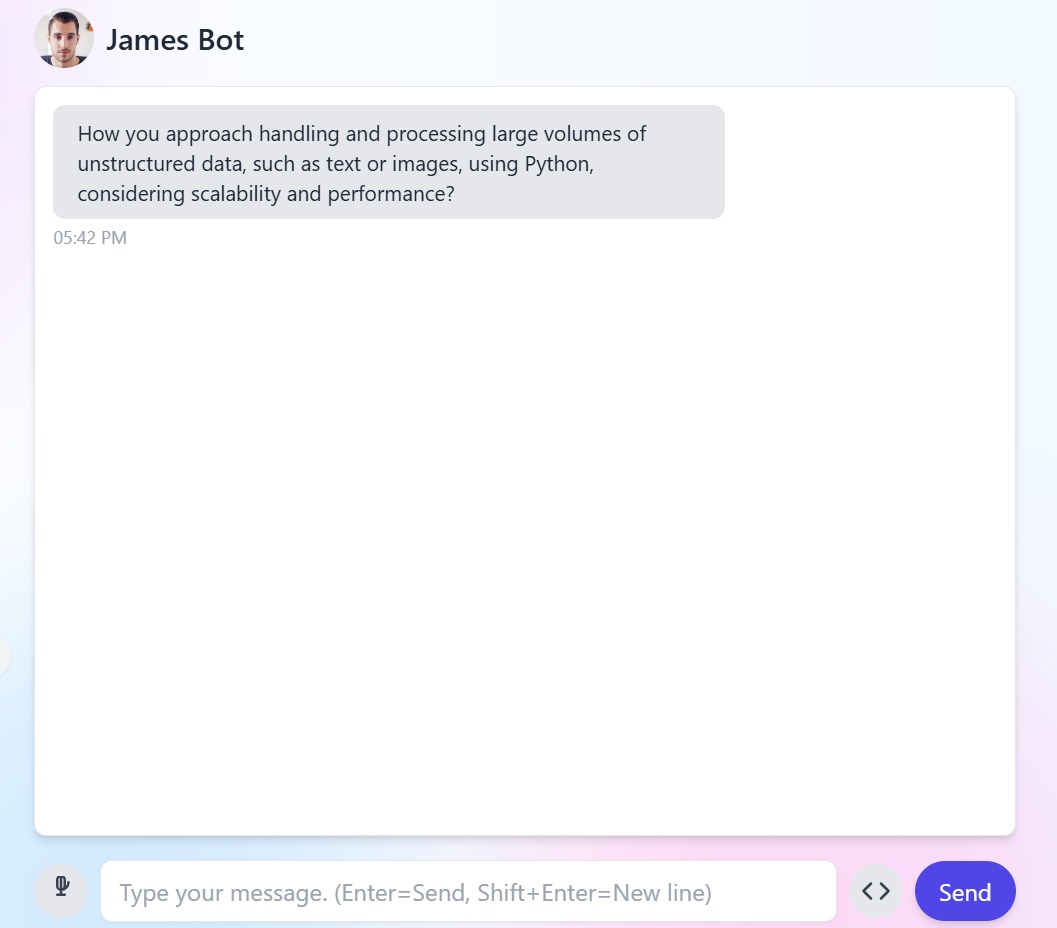 James Bot
How you approach handling and processing large volumes of
unstructured data, such as text or images, using Python,
considering scalability and performance?
05:42 PM
Type your message. (Enter=Send, Shift+Enter=New line)
Send